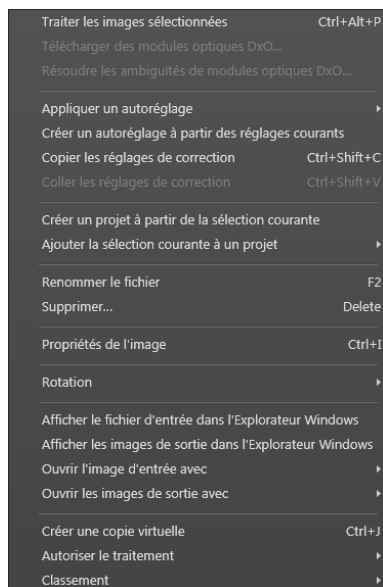 Traiter les images sélectionnées Ctrl+Alt+P
Télécharger des modules optiques DxO...
Résoudre les ambiguïtés de modules optiques DxO...
Appliquer un autoréglage
Créer un autoréglage à partir des réglages courants
Copier les réglages de correction Ctrl+Shift+C
Coller les réglages de correction Ctrl+Shift+V
Créer un projet à partir de la sélection courante
Ajouter la sélection courante à un projet
Renommer le fichier F2
Supprimer... Delete
Propriétés de l'image Ctrl+I
Rotation
Afficher le fichier d'entrée dans l'Explorateur Windows
Afficher les images de sortie dans l'Explorateur Windows
Ouvrir l'image d'entrée avec
Ouvrir les images de sortie avec
Créer une copie virtuelle Ctrl+J
Autoriser le traitement
Classement